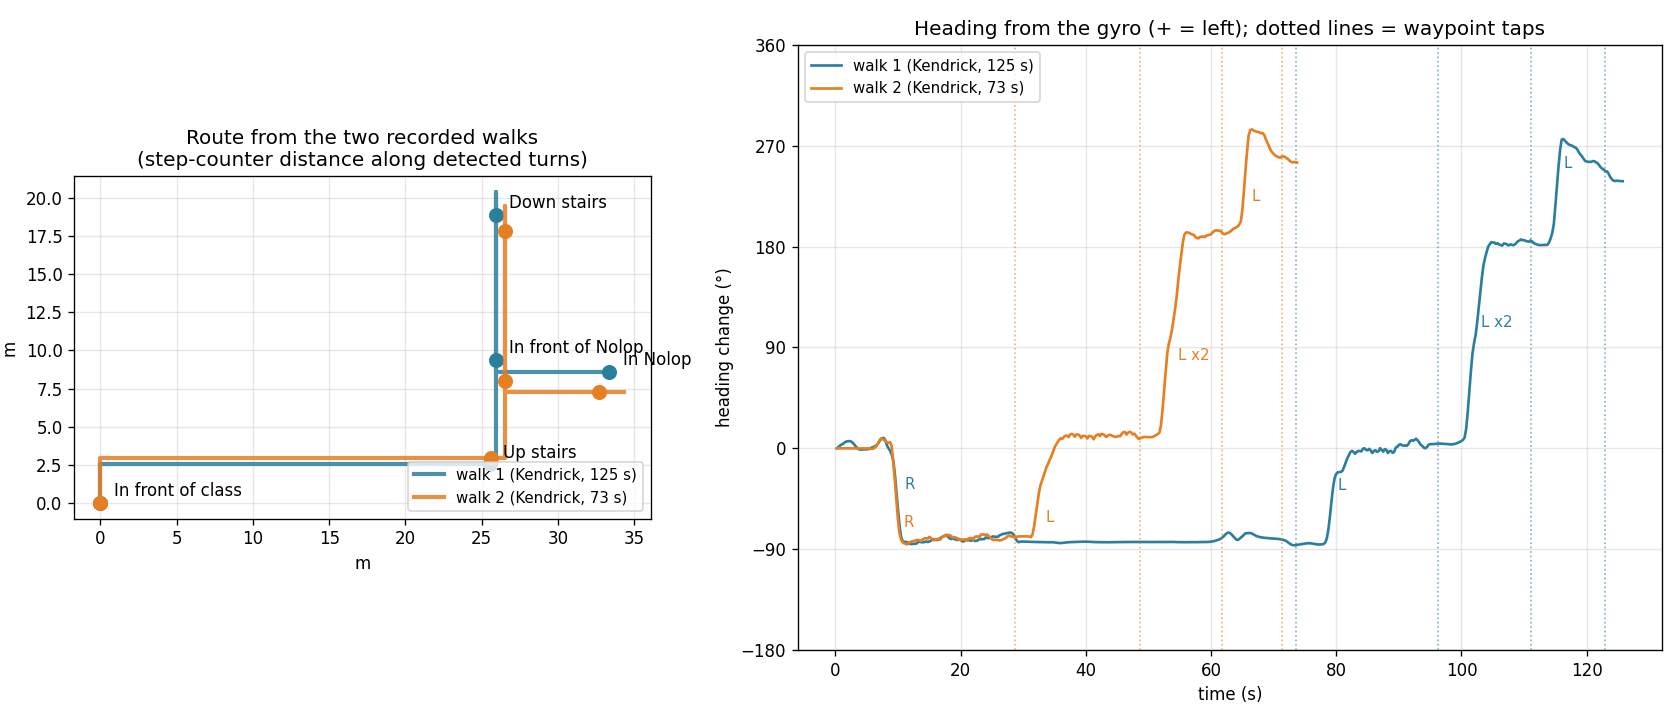 Route from the two recorded walks
(step-counter distance along detected turns)
20.0
17.5
15.0
12.5
10.0
7.5
5.0
2.5
0.0
m
Down stairs
In front of Nolop
In Nolop
Up stairs
In front of class
walk 1 (Kendrick, 125 s)
walk 2 (Kendrick, 73 s)
0
5
10
15
20
25
30
35
m
Heading from the gyro (+ = left); dotted lines = waypoint taps
360
270
180
90
0
−90
−180
heading change (°)
walk 1 (Kendrick, 125 s)
walk 2 (Kendrick, 73 s)
L
L
L x2
L x2
R
L
L
R
0
20
40
60
80
100
120
time (s)